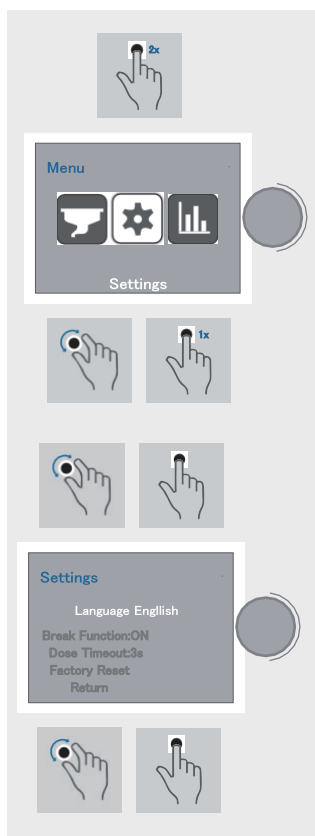 2x
Menu
Settings
1x
Settings
Language Engllish
Break Function:ON
Dose Timeout:3s
Factory Reset
Return